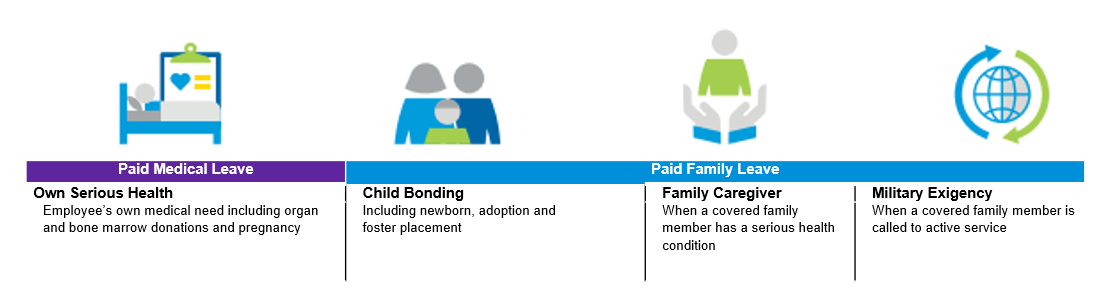 Paid Medical Leave
Paid Family Leave
Own Serious Health
Employee’s own medical need including organ
and bone marrow donations and pregnancy
Child Bonding
Including newborn, adoption and
foster placement
Family Caregiver
When a covered family
member has a serious health
condition
Military Exigency
When a covered family member is
called to active service